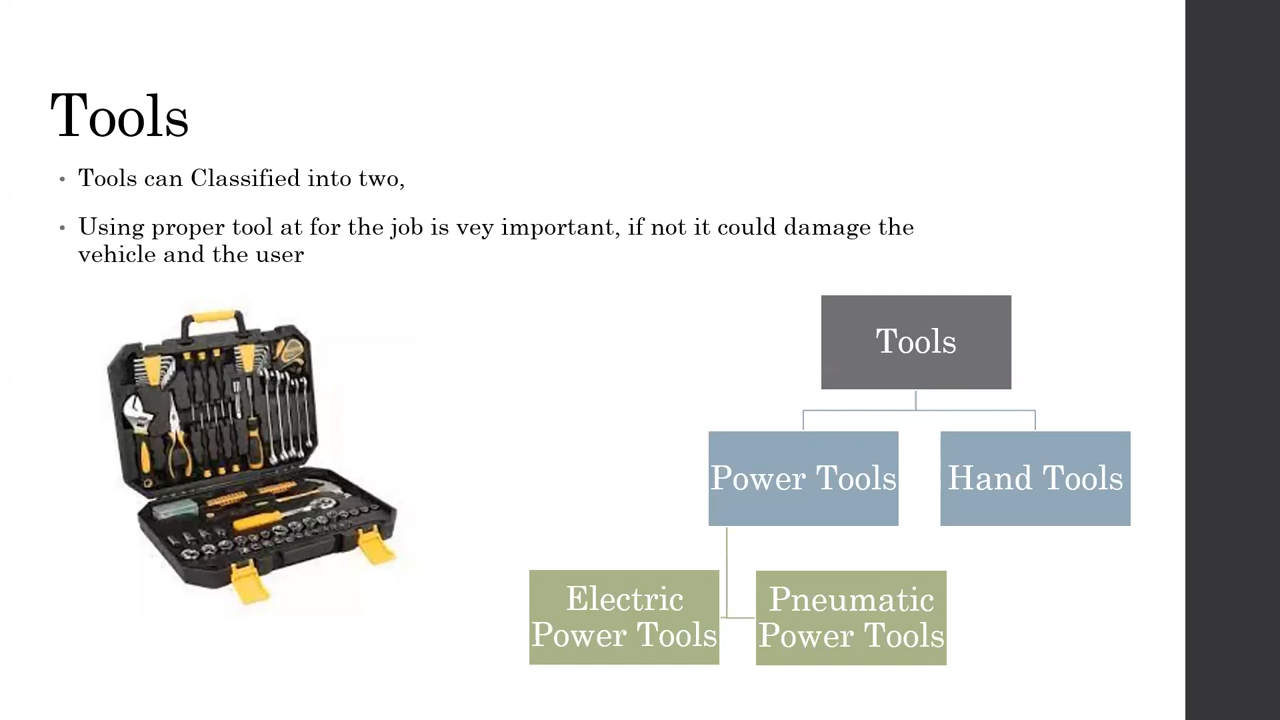 Tools
Tools can Classified into two,
Using proper tool at for the job is vey important, if not it could damage the
vehicle and the user
Tools
Power Tools
Hand Tools
Electric
Power Tools
Pneumatic
Power Tools